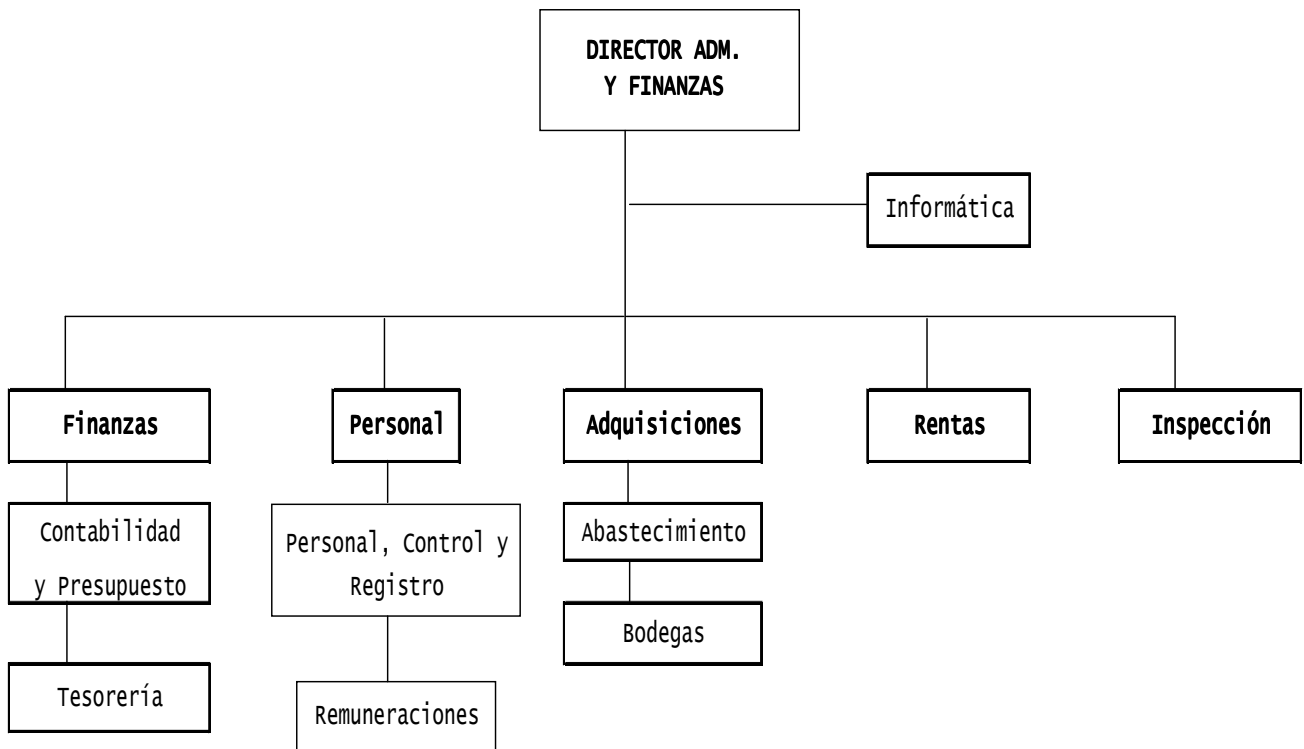 DIRECTOR ADM.
Y FINANZAS
Informática
Finanzas
Personal
Adquisiciones
Rentas
Inspección
Contabilidad
y Presupuesto
Personal, Control y
Registro
Abastecimiento
Bodegas
Tesorería
Remuneraciones